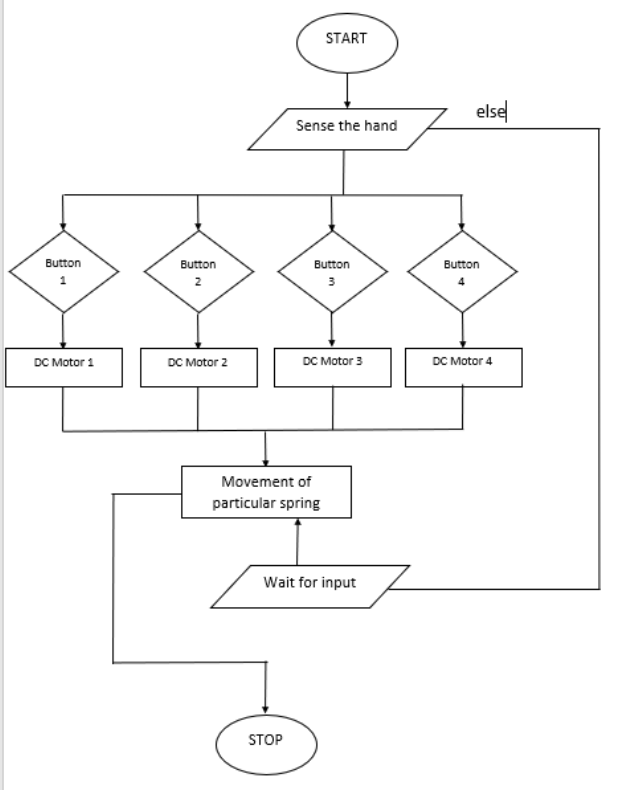 START
else
Sense the hand
Button
1
Button
2
Button
3
Button
4
DC Motor 1
DC Motor 2
DC Motor 3
DC Motor 4
Movement of
particular spring
Wait for input
STOP